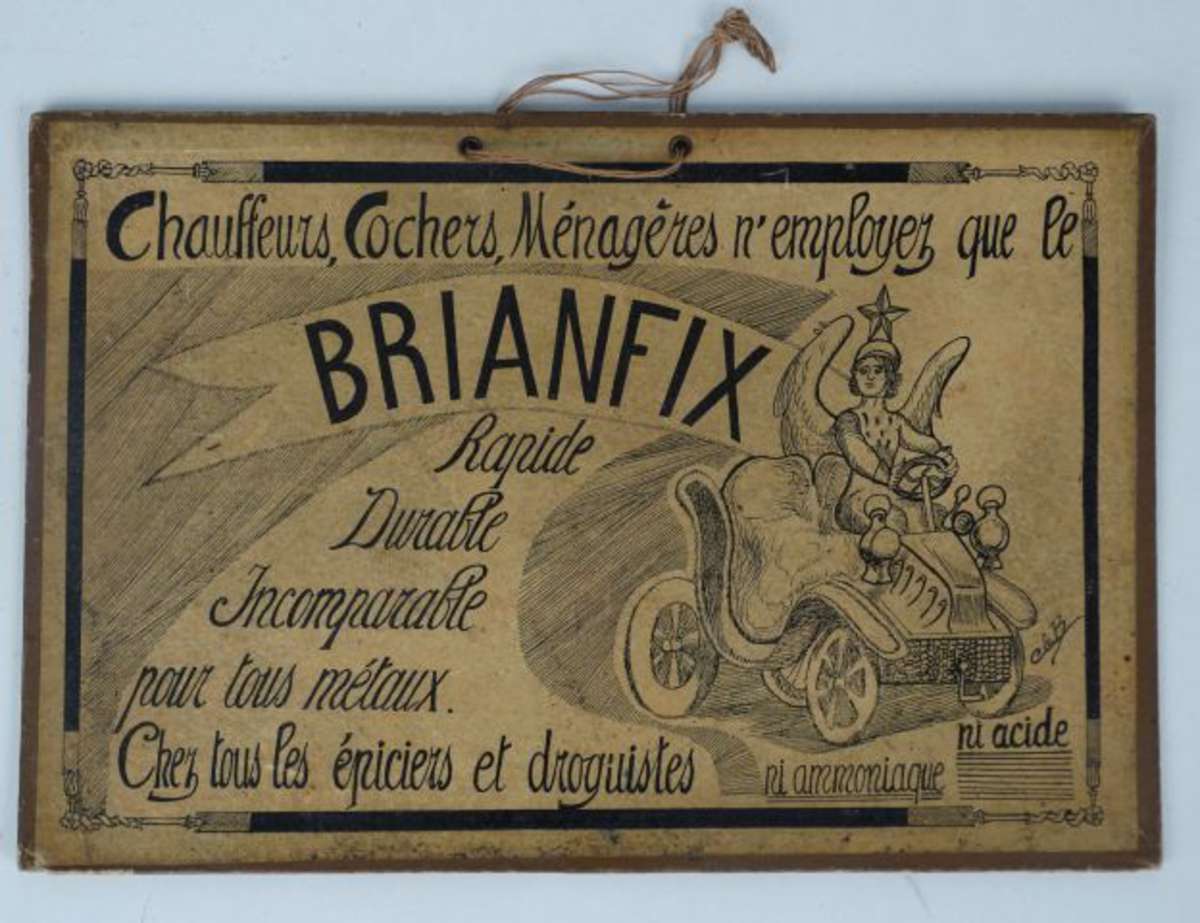 Chauffeurs, Cochers, Ménagères n'employez que le
BRIANFIX
Rapide
Durable
Incomparable
pour tous métaux.
Chez tous les épiciers et droguistes
ni ammoniaque
ni acide